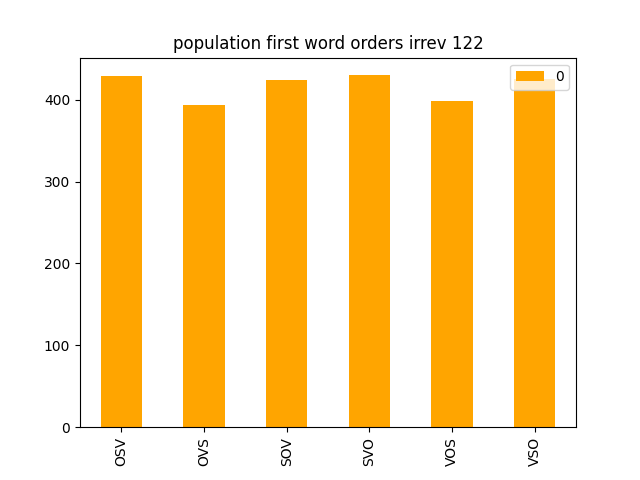 population first word orders irrev 122
0
400
300
200
100
0
OSV
OVS
SOV
SVO
VOS
VSO